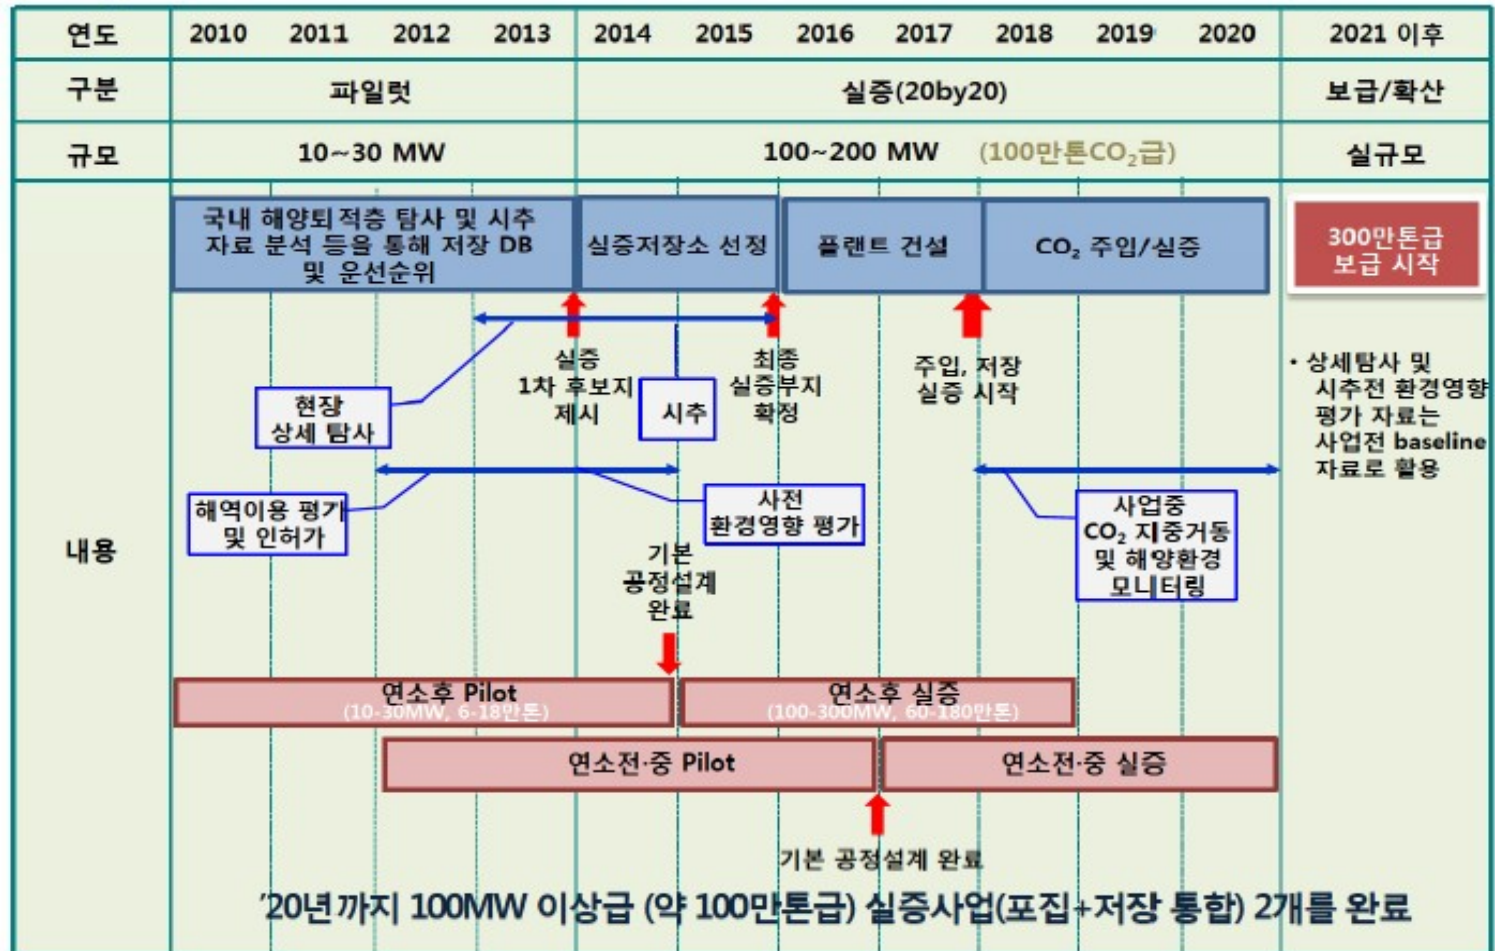 연도 2010 2011 2012 2013 2014 2015 2016 2017 2018 2019 2020 2021 이후
구분 파일럿 실증(20by20) 보급/확산
규모 10~30 MW 100~200 MW (100만톤CO₂급) 실규모
내용
국내 해양퇴적층 탐사 및 시추
자료 분석 등을 통해 저장 DB
및 운선순위
실증저장소 선정
플랜트 건설
CO₂ 주입/실증
300만톤급
보급 시작
실증
1차 후보지
제시
최종
실증부지
확정
주입, 저장
실증 시작
• 상세탐사 및
시추전 환경영향
평가 자료는
사업전 baseline
자료로 활용
현장
상세 탐사
시추
해역이용 평가
및 인허가
사전
환경영향 평가
사업중
CO₂ 지중거동
및 해양환경
모니터링
기본
공정설계
완료
연소후 Pilot
(10-30MW, 6-18만톤)
연소후 실증
(100-300MW, 60-180만톤)
연소전·중 Pilot
연소전·중 실증
기본 공정설계 완료
'20년까지 100MW 이상급 (약 100만톤급) 실증사업(포집+저장 통합) 2개를 완료